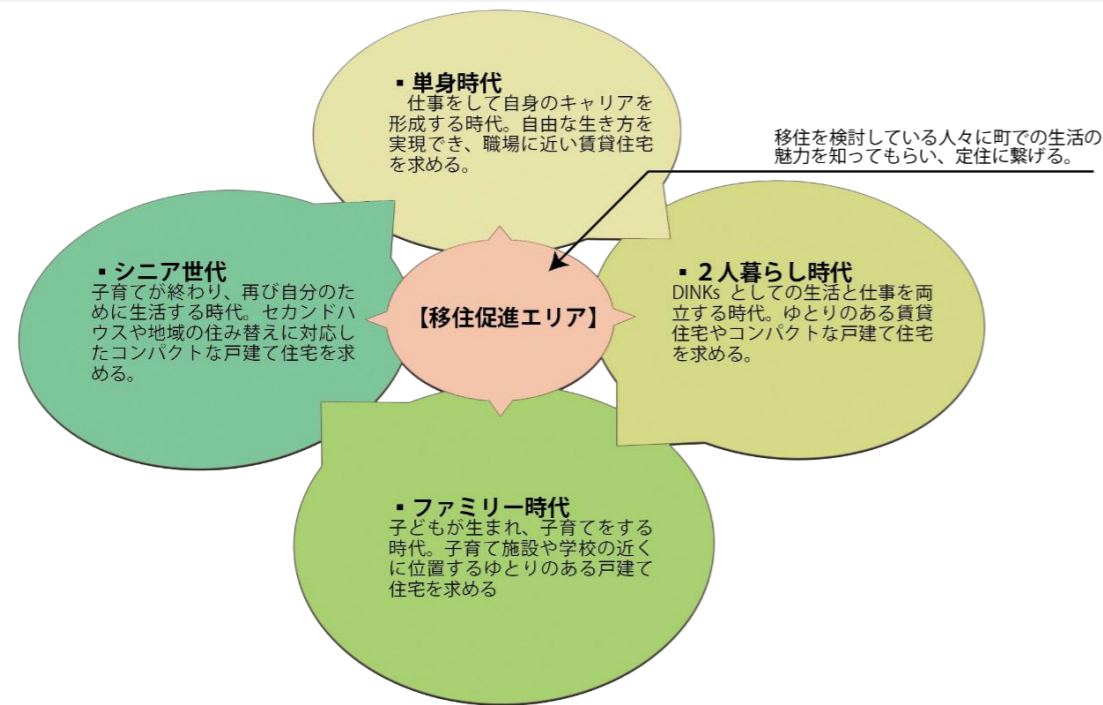 ▪単身時代
　仕事をして自身のキャリアを
形成する時代。自由な生き方を
実現でき、職場に近い賃貸住宅
を求める。
移住を検討している人々に町での生活の
魅力を知ってもらい、定住に繋げる。
▪シニア世代
子育てが終わり、再び自分のた
めに生活する時代。セカンドハ
ウスや地域の住み替えに対応し
たコンパクトな戸建て住宅を求
める。
【移住促進エリア】
▪２人暮らし時代
DINKs としての生活と仕事を両
立する時代。ゆとりのある賃貸
住宅やコンパクトな戸建て住宅
を求める。
▪ファミリー時代
子どもが生まれ、子育てをする
時代。子育て施設や学校の近く
に位置するゆとりのある戸建て
住宅を求める